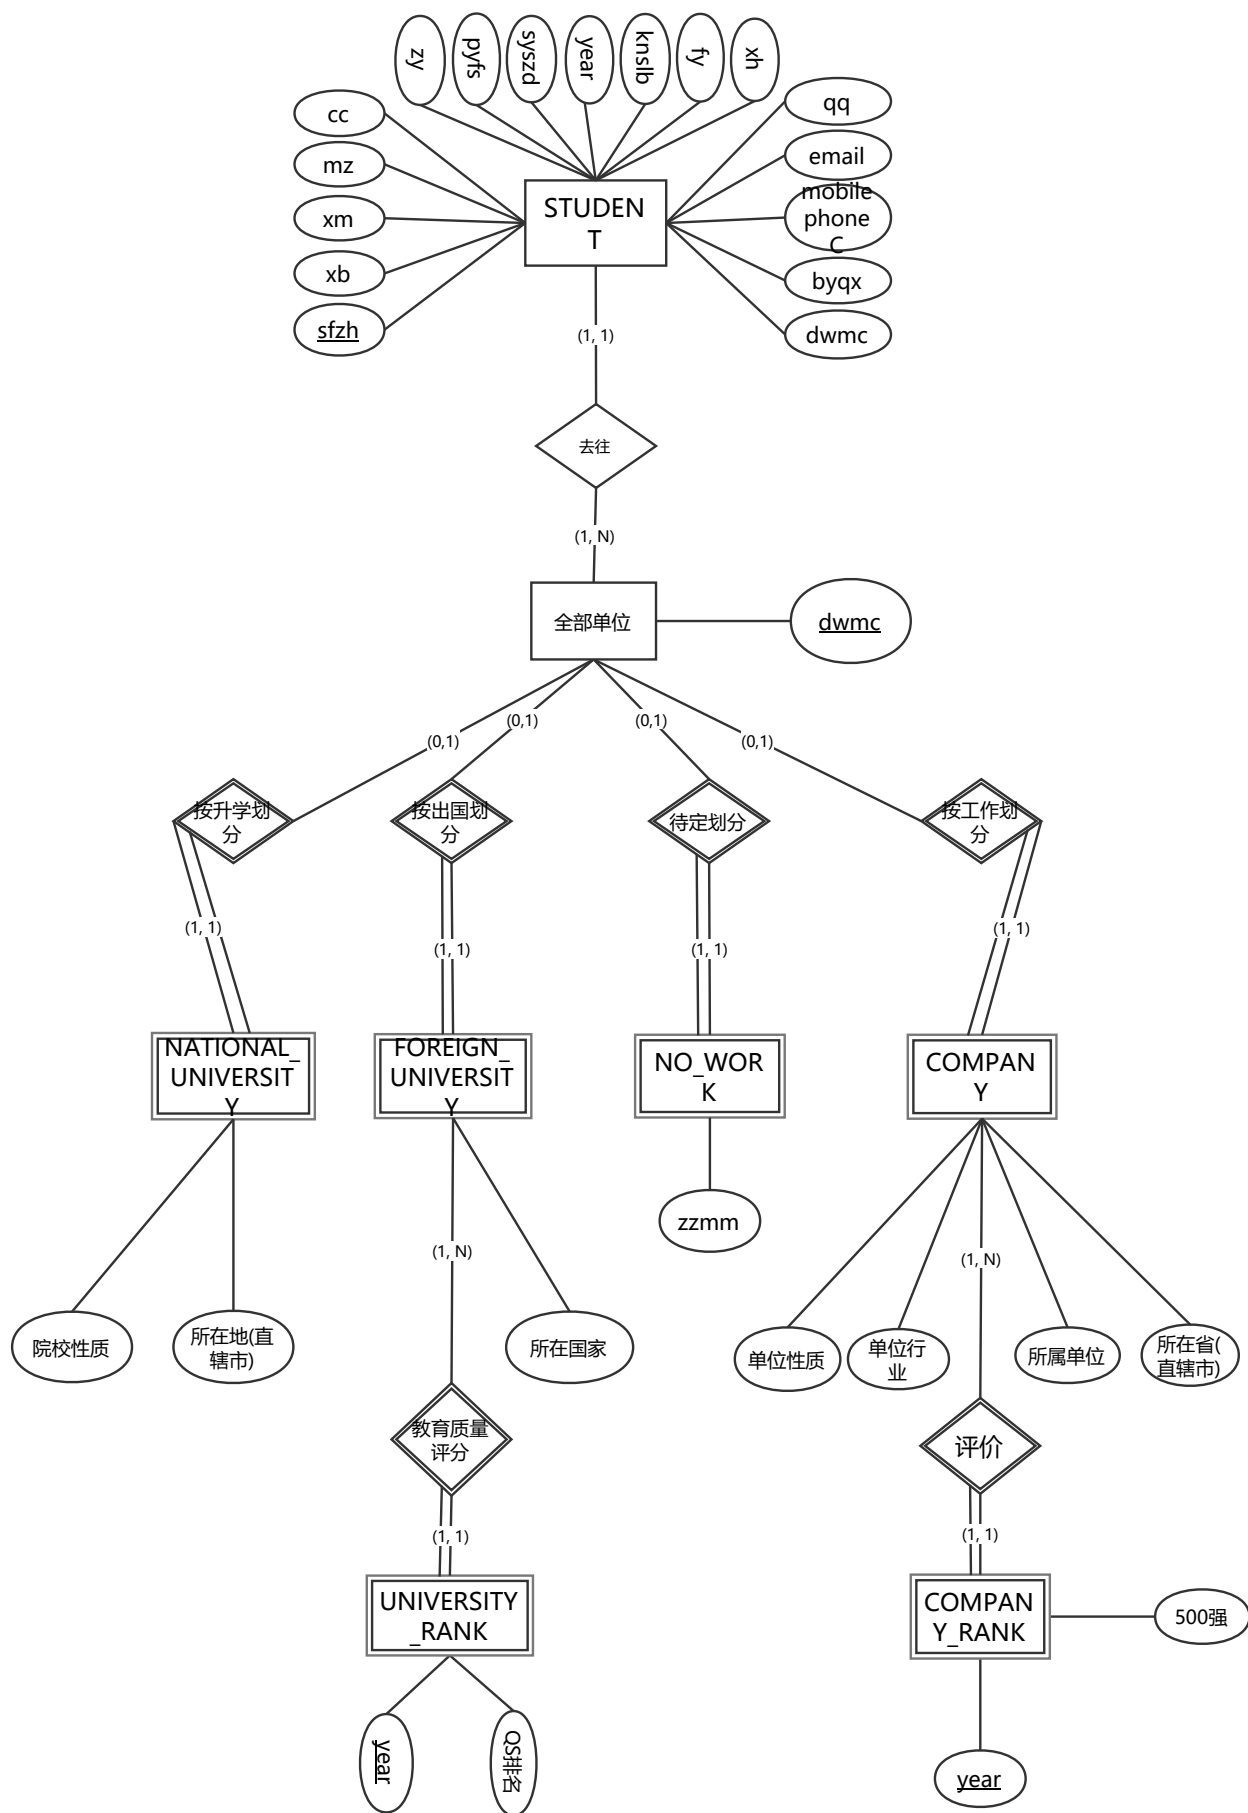 zy
pyfs
syszd
year
knslb
fy
xh
cc
mz
xm
xb
sfzh
qq
email
mobile
phone
C
byqx
dwmc
STUDEN
T
(1, 1)
去往
(1, N)
全部单位
dwmc
(0,1)
(0,1)
(0,1)
(0,1)
按升学划
分
按出国划
分
待定划分
按工作划
分
(1, 1)
(1, 1)
(1, 1)
(1, 1)
NATIONAL_
UNIVERSIT
Y
FOREIGN_
UNIVERSIT
Y
NO_WOR
K
COMPAN
Y
zzmm
(1, N)
(1, N)
院校性质
所在地(直
辖市)
所在国家
单位性质
单位行
业
所属单位
所在省(
直辖市)
教育质量
评分
评价
(1, 1)
(1, 1)
UNIVERSITY
_RANK
COMPAN
Y_RANK
500强
year
QS排名
year